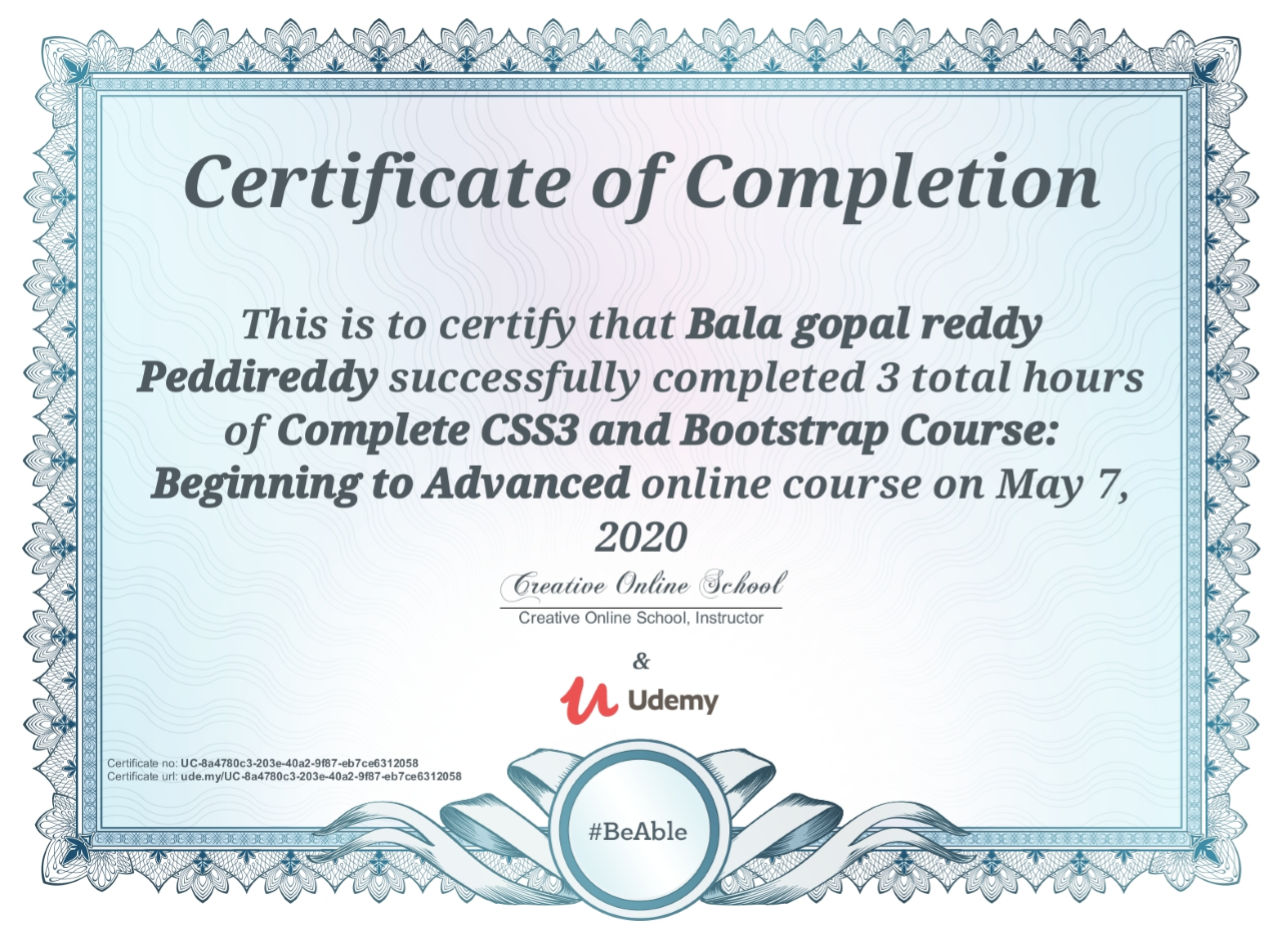 Certificate of Completion
This is to certify that Bala gopal reddy
Peddireddy successfully completed 3 total hours
of Complete CSS3 and Bootstrap Course:
Beginning to Advanced online course on May 7,
2020
Creative Online School
Creative Online School, Instructor
&
Udemy
Certificate no: UC-8a4780c3-203e-40a2-9f87-eb7ce6312058
Certificate url: ude.my/UC-8a4780c3-203e-40a2-9f87-eb7ce6312058
#BeAble